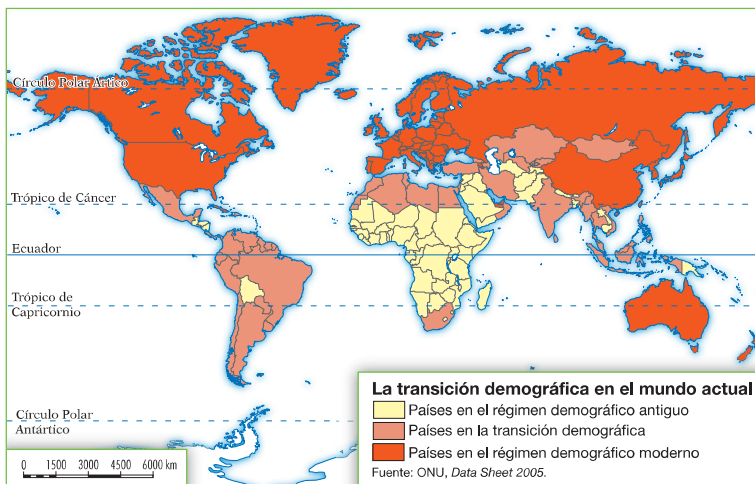 Círculo Polar Ártico
Trópico de Cáncer
Ecuador
Trópico de
Capricornio
Círculo Polar
Antártico
0 1500 3000 4500 6000 km
La transición demográfica en el mundo actual
Países en el régimen demográfico antiguo
Países en la transición demográfica
Países en el régimen demográfico moderno
Fuente: ONU, Data Sheet 2005.